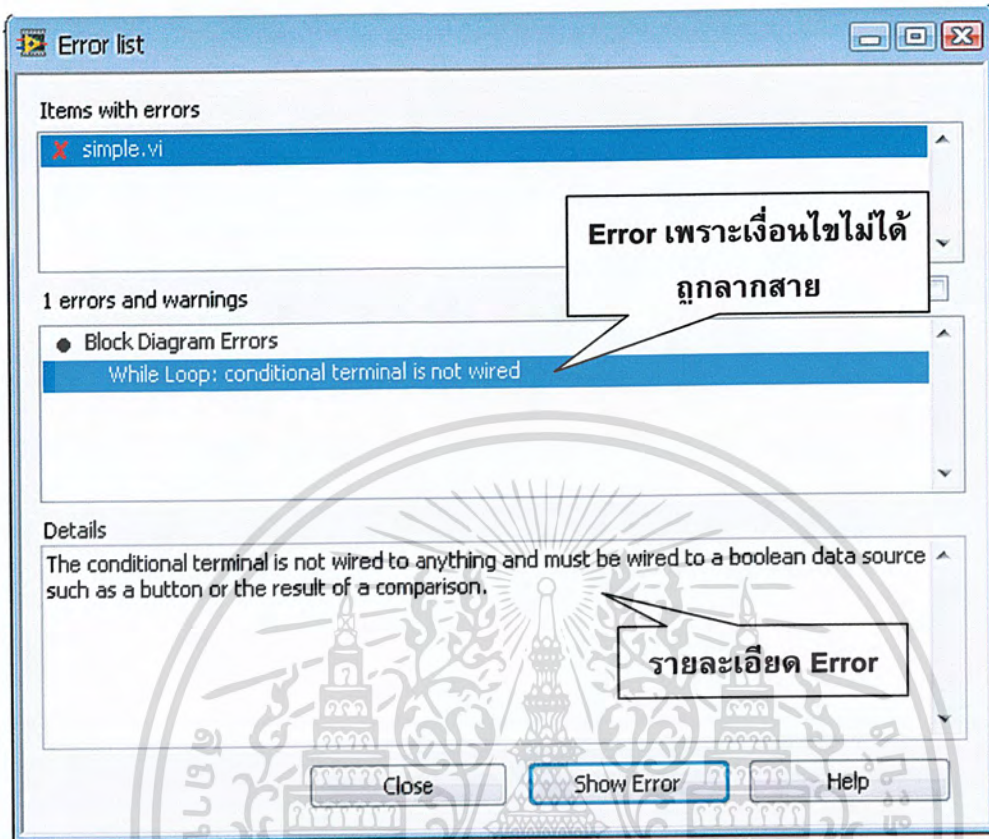 Error list
Items with errors
simple.vi
Error เพราะเงื่อนไขไม่ได้
ถูกลากสาย
1 errors and warnings
Block Diagram Errors
While Loop: conditional terminal is not wired
Details
The conditional terminal is not wired to anything and must be wired to a boolean data source
such as a button or the result of a comparison.
รายละเอียด Error
Close
Show Error
Help